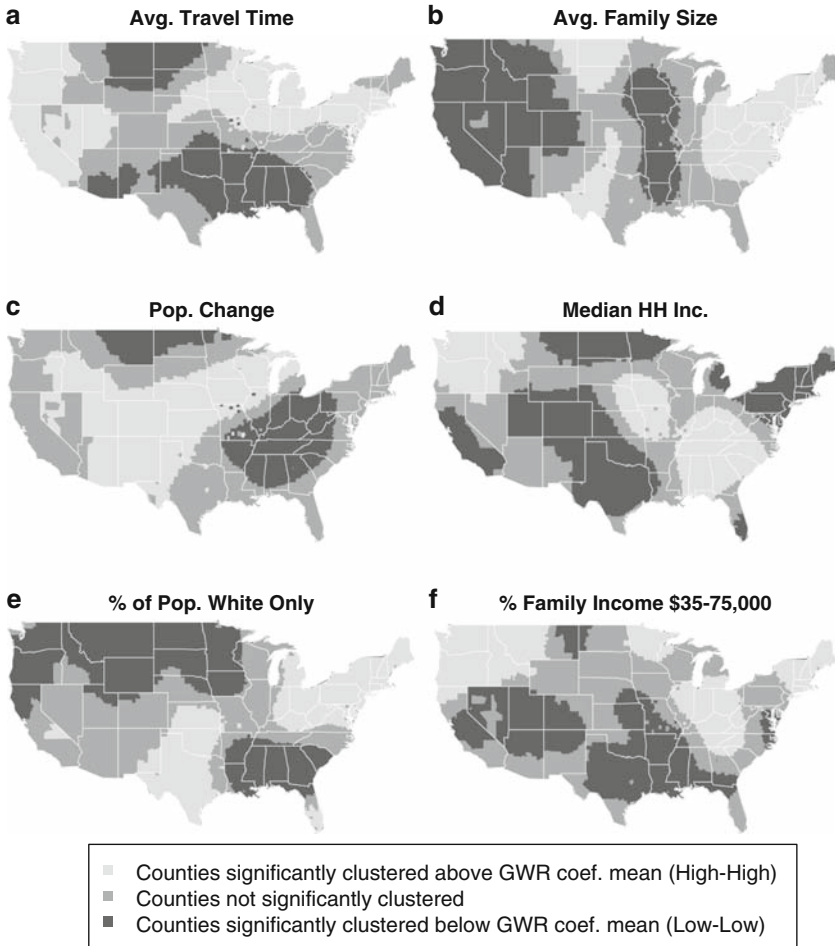 a Avg. Travel Time
b Avg. Family Size
c Pop. Change
d Median HH Inc.
e % of Pop. White Only
f % Family Income $35-75,000
Counties significantly clustered above GWR coef. mean (High-High)
Counties not significantly clustered
Counties significantly clustered below GWR coef. mean (Low-Low)